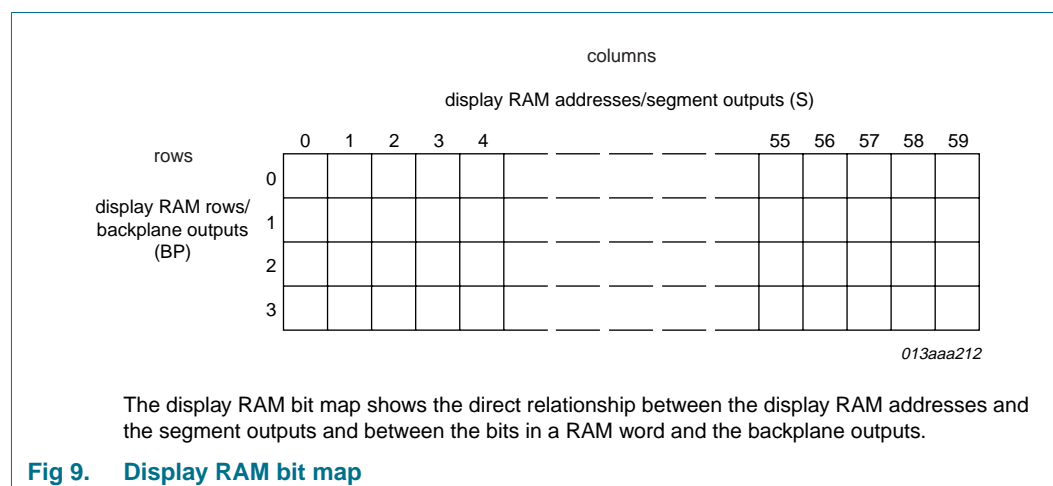 columns
display RAM addresses/segment outputs (S)
0 1 2 3 4 55 56 57 58 59
rows
0
display RAM rows/
backplane outputs
(BP)
1
2
3
013aaa212
The display RAM bit map shows the direct relationship between the display RAM addresses and
the segment outputs and between the bits in a RAM word and the backplane outputs.
Fig 9. Display RAM bit map